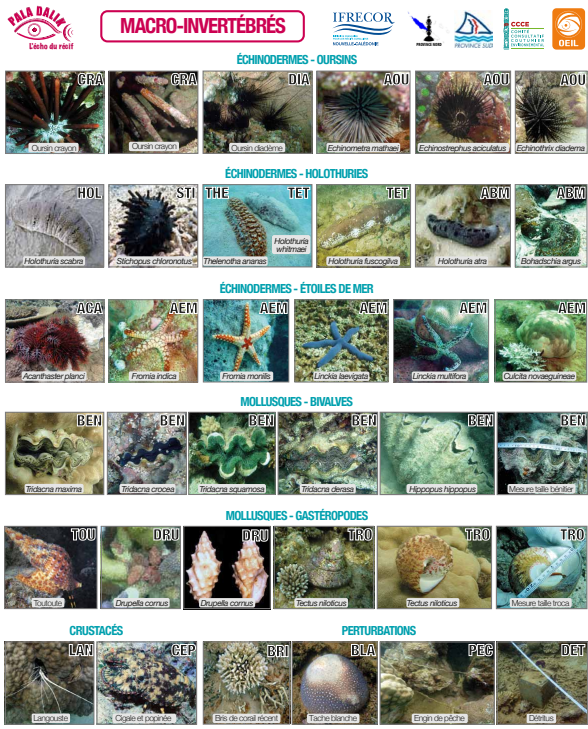 PALA DALIK
L'écho du récif
MACRO-INVERTÉBRÉS
IFRECOR
NOUVELLE-CALÉDONIE
PROVINCE NORD
PROVINCE SUD
CCCE
COMITÉ
CONSULTATIF
COUTUMIER
ENVIRONNEMENTAL
OEIL
ÉCHINODERMES - OURSINS
CRA CRA DIA AOU AOU AOU
Oursin crayon Oursin crayon Oursin diadème Echinometra mathaei Echinostrephus aciculatus Echinothrix diadema
ÉCHINODERMES - HOLOTHURIES
HOL STI THE TET TET ABM ABM
Holothuria scabra Stichopus chloronotus Thelenotha ananas Holothuria whitmaei Holothuria fuscogilva Holothuria atra Bohadschia argus
ÉCHINODERMES - ÉTOILES DE MER
ACA AEM AEM AEM AEM AEM
Acanthaster planci Fromia indica Fromia monilis Linckia laevigata Linckia multifora Culcita novaeguineae
MOLLUSQUES - BIVALVES
BEN BEN BEN BEN BEN BEN
Tridacna maxima Tridacna crocea Tridacna squamosa Tridacna derasa Hippopus hippopus Mesure taille bénitier
MOLLUSQUES - GASTÉROPODES
TOU DRU DRU TRO TRO TRO
Toutoute Drupella cornus Drupella cornus Tectus niloticus Tectus niloticus Mesure taille troca
CRUSTACÉS PERTURBATIONS
LAN CEP BRI BLA PEC DET
Langouste Cigale et popinée Bris de corail récent Tache blanche Engin de pêche Détritus